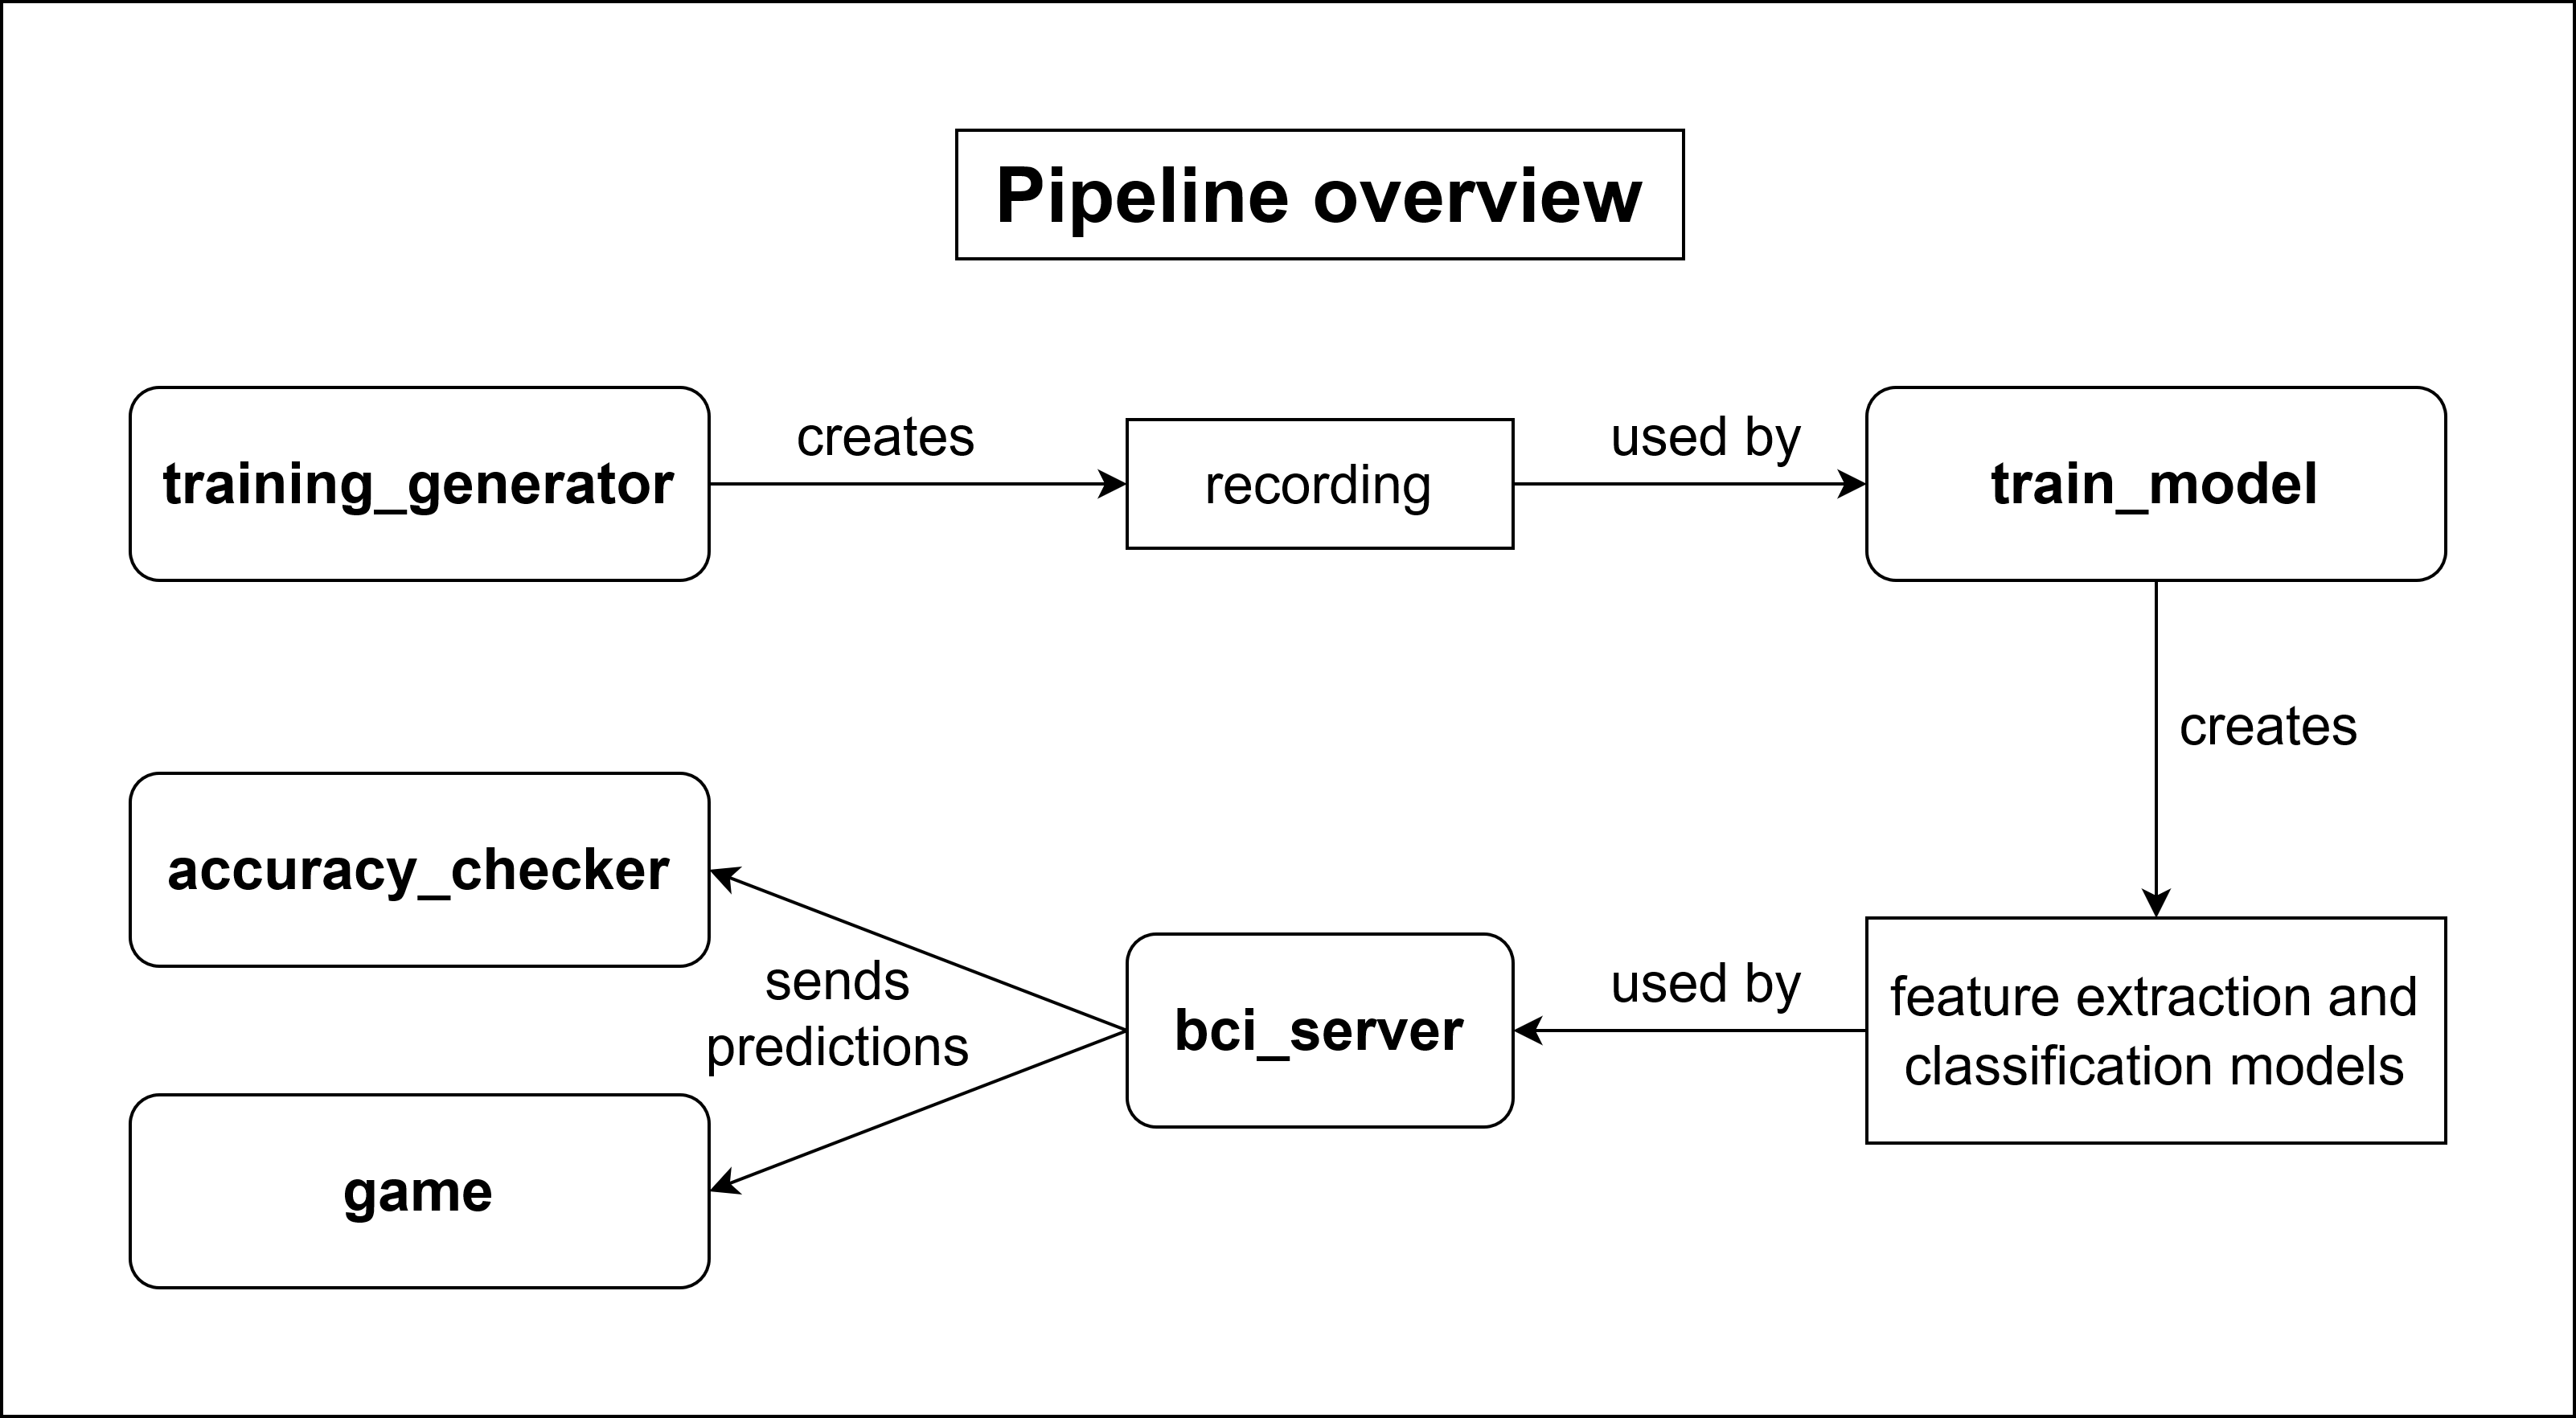 Pipeline overview
training_generator
creates
recording
used by
train_model
creates
accuracy_checker
sends
predictions
game
bci_server
used by
feature extraction and
classification models